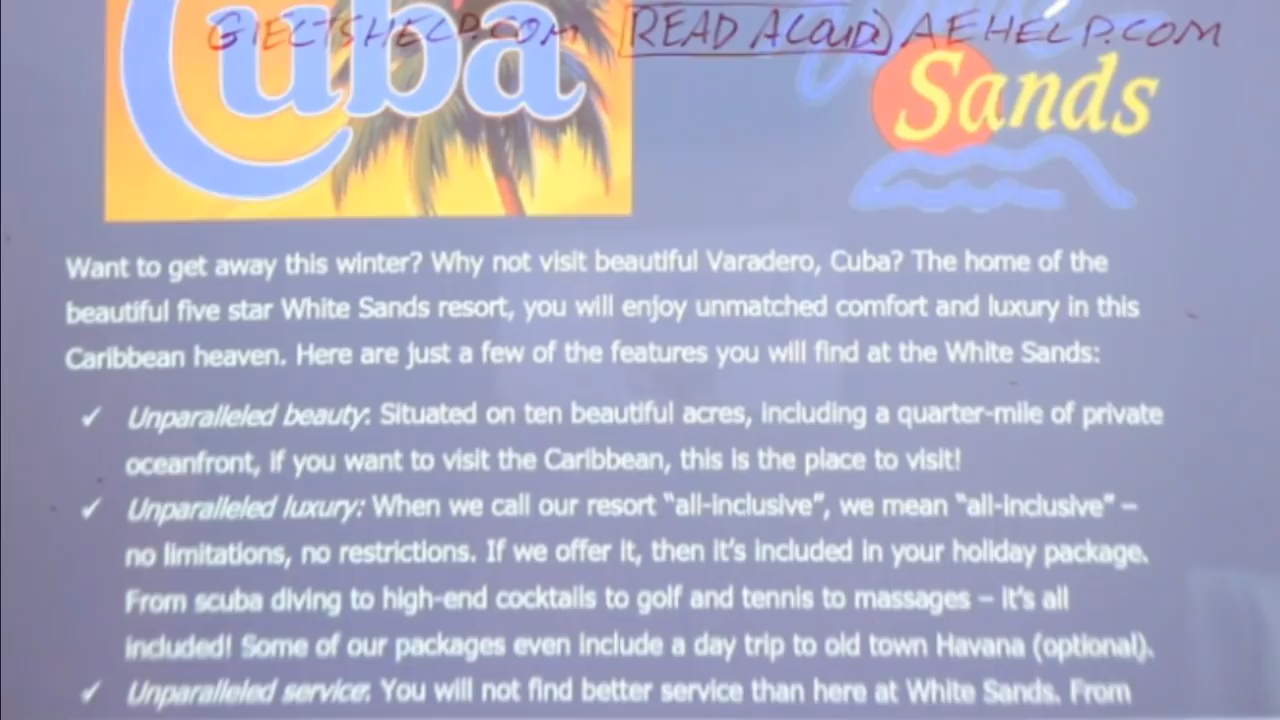 GIELTSHELP.COM READ ALOUD AEHELP.COM
Cuba
Sands
Want to get away this winter? Why not visit beautiful Varadero, Cuba? The home of the
beautiful five star White Sands resort, you will enjoy unmatched comfort and luxury in this
Caribbean heaven. Here are just a few of the features you will find at the White Sands:
✓ Unparalleled beauty: Situated on ten beautiful acres, including a quarter-mile of private
oceanfront, if you want to visit the Caribbean, this is the place to visit!
✓ Unparalleled luxury: When we call our resort "all-inclusive", we mean "all-inclusive" –
no limitations, no restrictions. If we offer it, then it's included in your holiday package.
From scuba diving to high-end cocktails to golf and tennis to massages – it's all
included! Some of our packages even include a day trip to old town Havana (optional).
✓ Unparalleled service: You will not find better service than here at White Sands. From